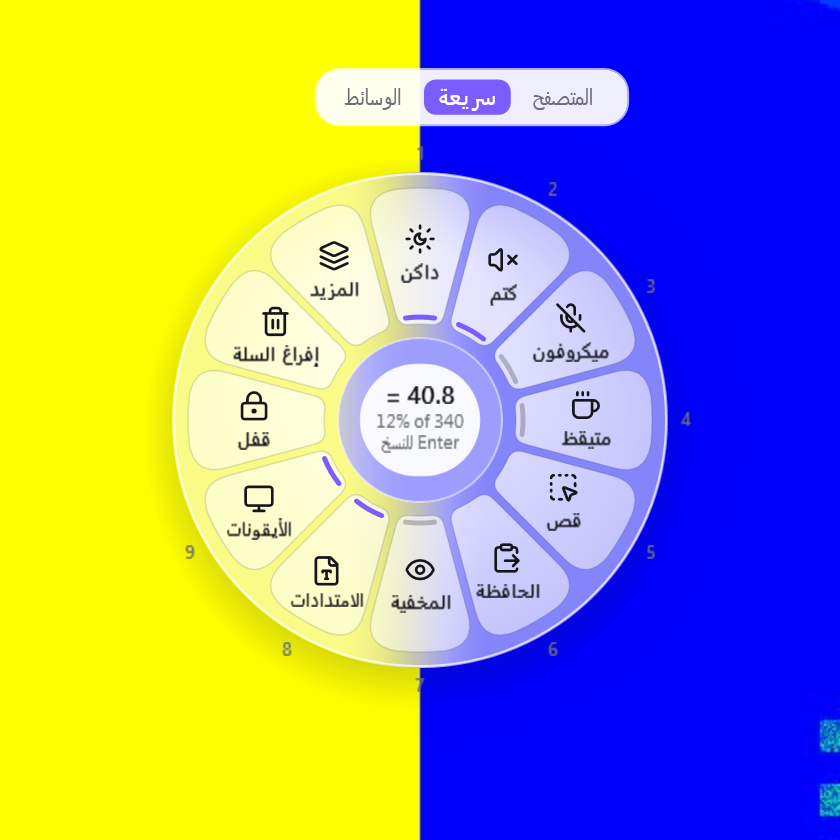 المتصفح
سريعة
الوسائط
1
داكن
2
كتم
3
ميكروفون
4
متيقظ
5
قص
6
الحافظة
7
المخفية
8
الامتدادات
9
الأيقونات
قفل
إفراغ السلة
المزيد
= 40.8
12% of 340
Enter للنسخ